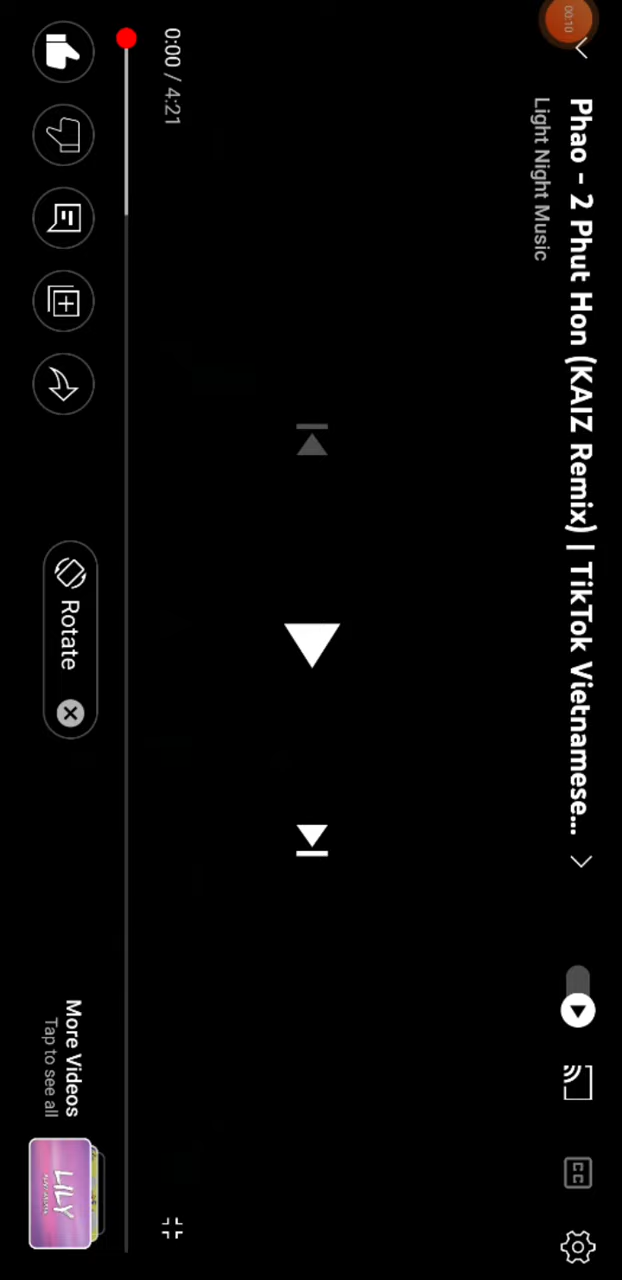 00:10
Phao - 2 Phut Hon (KAIZ Remix) | TikTok Vietnamese...
Light Night Music
CC
0:00 / 4:21
Rotate
More Videos
Tap to see all
LILY